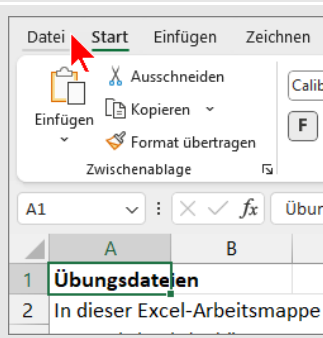 Datei Start Einfügen Zeichnen
Ausschneiden
Kopieren
Einfügen
Format übertragen
Zwischenablage
F
A1 fx
A B
1 Übungsdateien
2 In dieser Excel-Arbeitsmappe